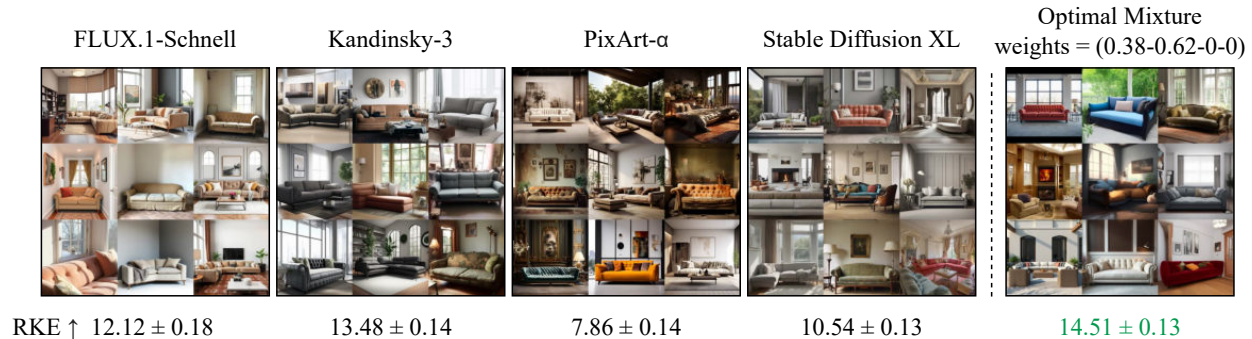 FLUX.1-Schnell
Kandinsky-3
PixArt-α
Stable Diffusion XL
Optimal Mixture
weights = (0.38-0.62-0-0)
RKE ↑ 12.12 ± 0.18
13.48 ± 0.14
7.86 ± 0.14
10.54 ± 0.13
14.51 ± 0.13